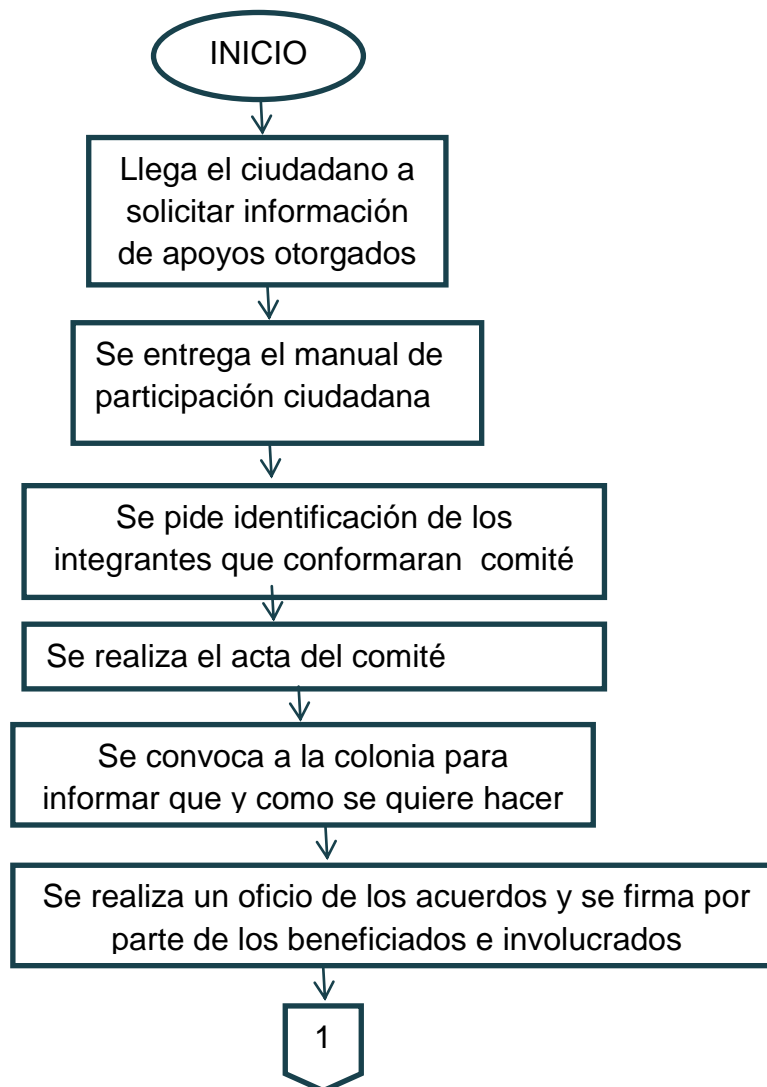 INICIO
Llega el ciudadano a
solicitar información
de apoyos otorgados
Se entrega el manual de
participación ciudadana
Se pide identificación de los
integrantes que conformaran  comité
Se realiza el acta del comité
Se convoca a la colonia para
informar que y como se quiere hacer
Se realiza un oficio de los acuerdos y se firma por
parte de los beneficiados e involucrados
1